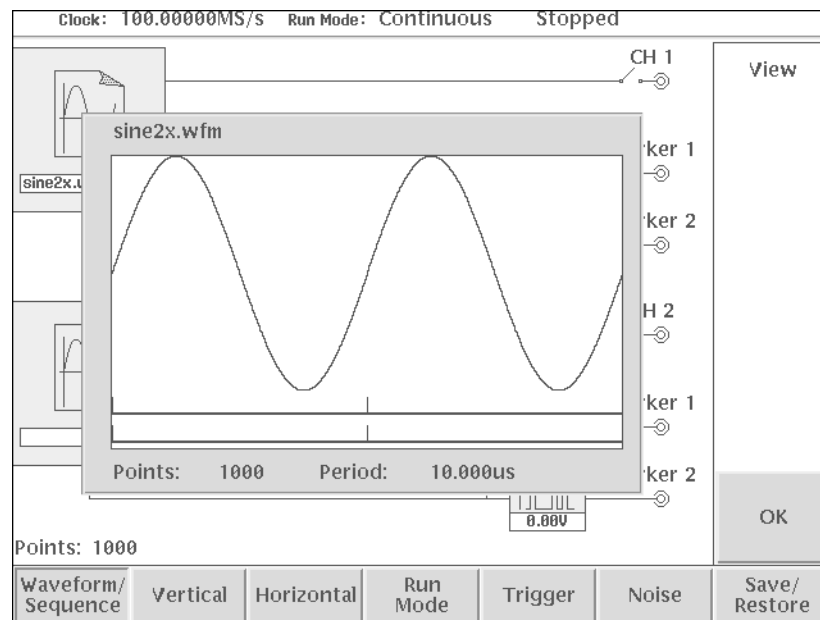 Clock: 100.00000MS/s Run Mode: Continuous Stopped
CH 1
View
sine2x.wfm
ker 1
sine2x.
ker 2
H 2
ker 1
Points: 1000 Period: 10.000us
ker 2
0.00V
OK
Points: 1000
Waveform/
Sequence
Vertical
Horizontal
Run
Mode
Trigger
Noise
Save/
Restore